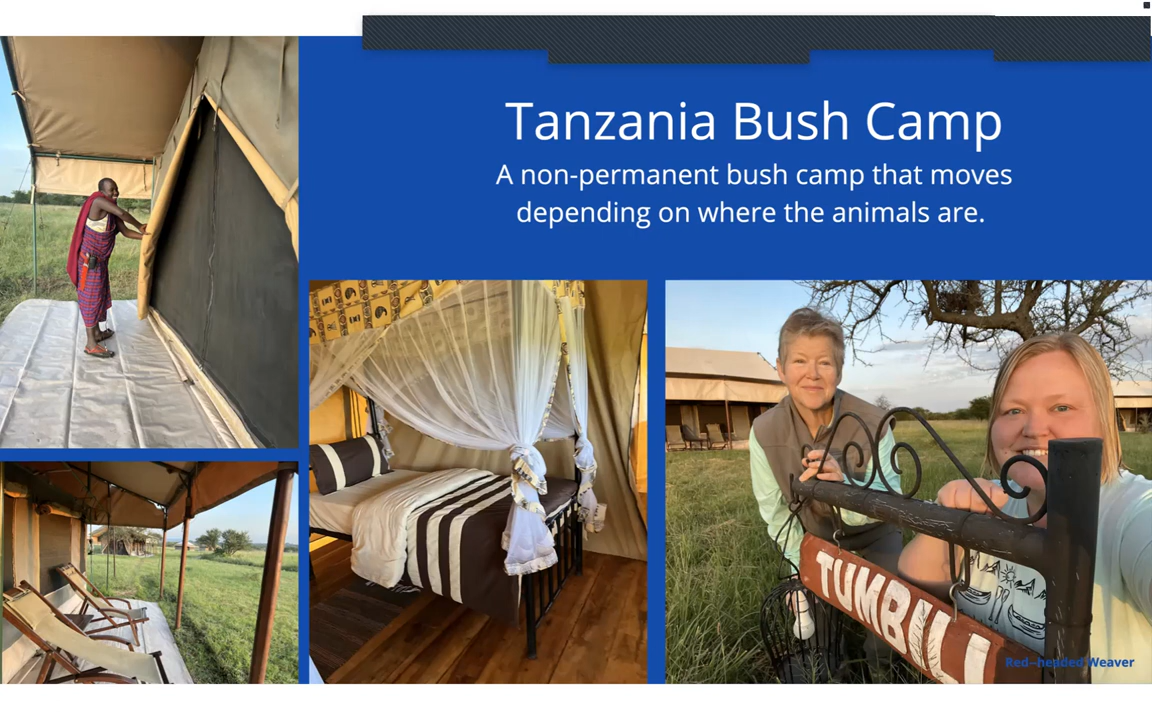 Tanzania Bush Camp
A non-permanent bush camp that moves
depending on where the animals are.
TUMBILI
Red-headed Weaver